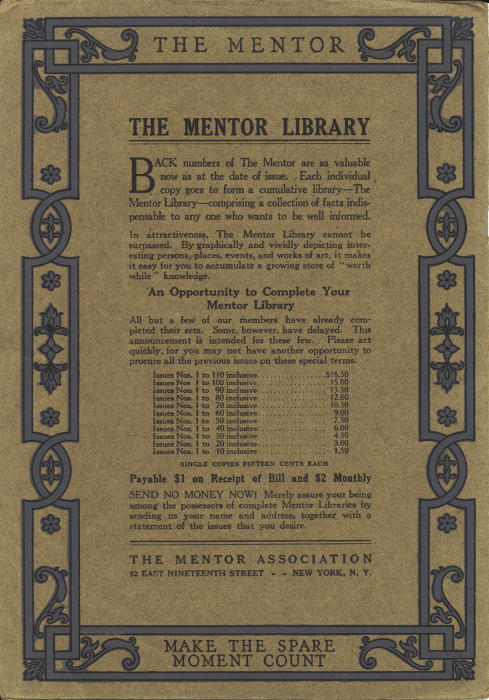 THE MENTOR
THE MENTOR LIBRARY
BACK numbers of The Mentor are as valuable
now as at the date of issue. Each individual
copy goes to form a cumulative library—The
Mentor Library—comprising a collection of facts indis-
pensable to any one who wants to be well informed.
In attractiveness, The Mentor Library cannot be
surpassed. By graphically and vividly depicting inter-
esting persons, places, events, and works of art, it makes
it easy for you to accumulate a growing store of "worth
while" knowledge.
An Opportunity to Complete Your
Mentor Library
All but a few of our members have already com-
pleted their sets. Some, however, have delayed. This
announcement is intended for these few. Please act
quickly, for you may not have another opportunity to
procure all the previous issues on these special terms.
Issues Nos. 1 to 110 inclusive.................$16.50
Issues Nos. 1 to 100 inclusive................. 15.00
Issues Nos. 1 to 90 inclusive................. 13.50
Issues Nos. 1 to 80 inclusive................. 12.00
Issues Nos. 1 to 70 inclusive................. 10.50
Issues Nos. 1 to 60 inclusive................. 9.00
Issues Nos. 1 to 50 inclusive................. 7.50
Issues Nos. 1 to 40 inclusive................. 6.00
Issues Nos. 1 to 30 inclusive................. 4.50
Issues Nos. 1 to 20 inclusive................. 3.00
Issues Nos. 1 to 10 inclusive................. 1.50
SINGLE COPIES FIFTEEN CENTS EACH
Payable $1 on Receipt of Bill and $2 Monthly
SEND NO MONEY NOW! Merely assure your being
among the possessors of complete Mentor Libraries by
sending us your name and address, together with a
statement of the issues that you desire.
THE MENTOR ASSOCIATION
52 EAST NINETEENTH STREET - - NEW YORK, N. Y.
MAKE THE SPARE
MOMENT COUNT